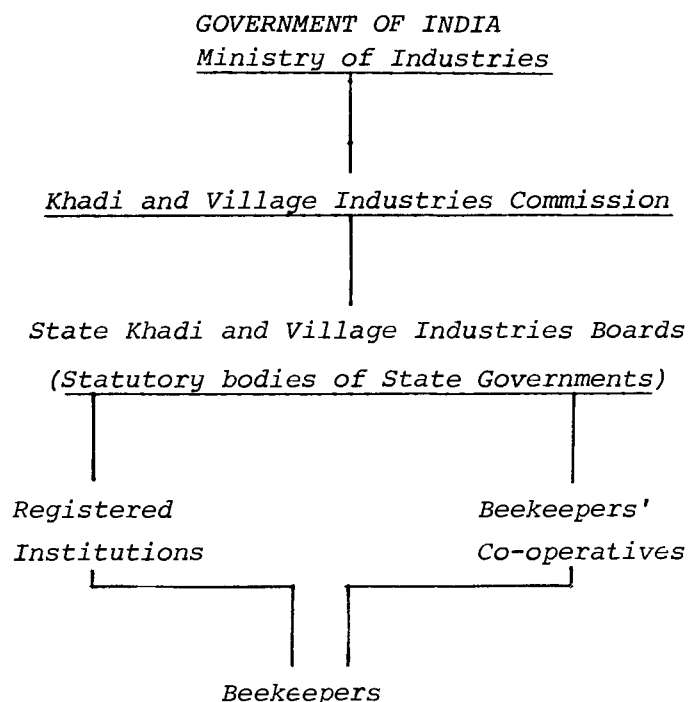 GOVERNMENT OF INDIA
Ministry of Industries
Khadi and Village Industries Commission
State Khadi and Village Industries Boards
(Statutory bodies of State Governments)
Registered
Institutions
Beekeepers'
Co-operatives
Beekeepers